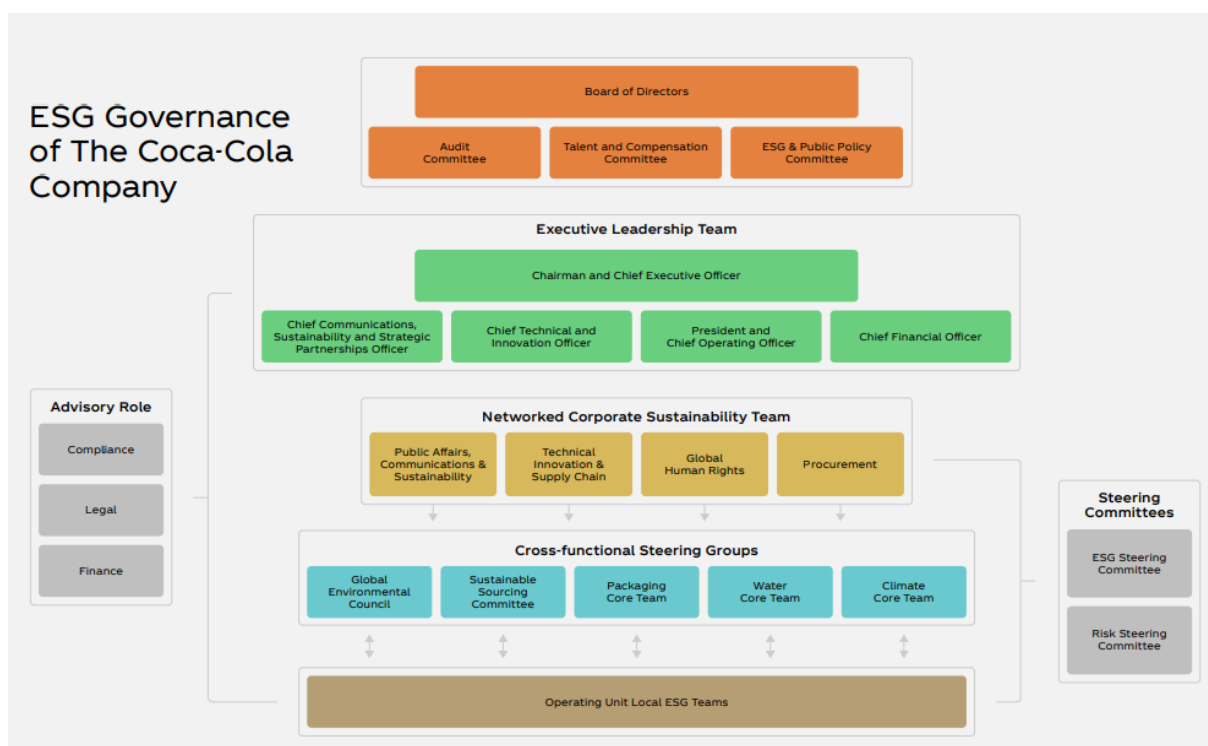 ESG Governance
of The Coca-Cola
Company
Board of Directors
Audit
Committee
Talent and Compensation
Committee
ESG & Public Policy
Committee
Executive Leadership Team
Chairman and Chief Executive Officer
Chief Communications,
Sustainability and Strategic
Partnerships Officer
Chief Technical and
Innovation Officer
President and
Chief Operating Officer
Chief Financial Officer
Advisory Role
Compliance
Legal
Finance
Networked Corporate Sustainability Team
Public Affairs,
Communications &
Sustainability
Technical
Innovation &
Supply Chain
Global
Human Rights
Procurement
Cross-functional Steering Groups
Global
Environmental
Council
Sustainable
Sourcing
Committee
Packaging
Core Team
Water
Core Team
Climate
Core Team
Operating Unit Local ESG Teams
Steering
Committees
ESG Steering
Committee
Risk Steering
Committee